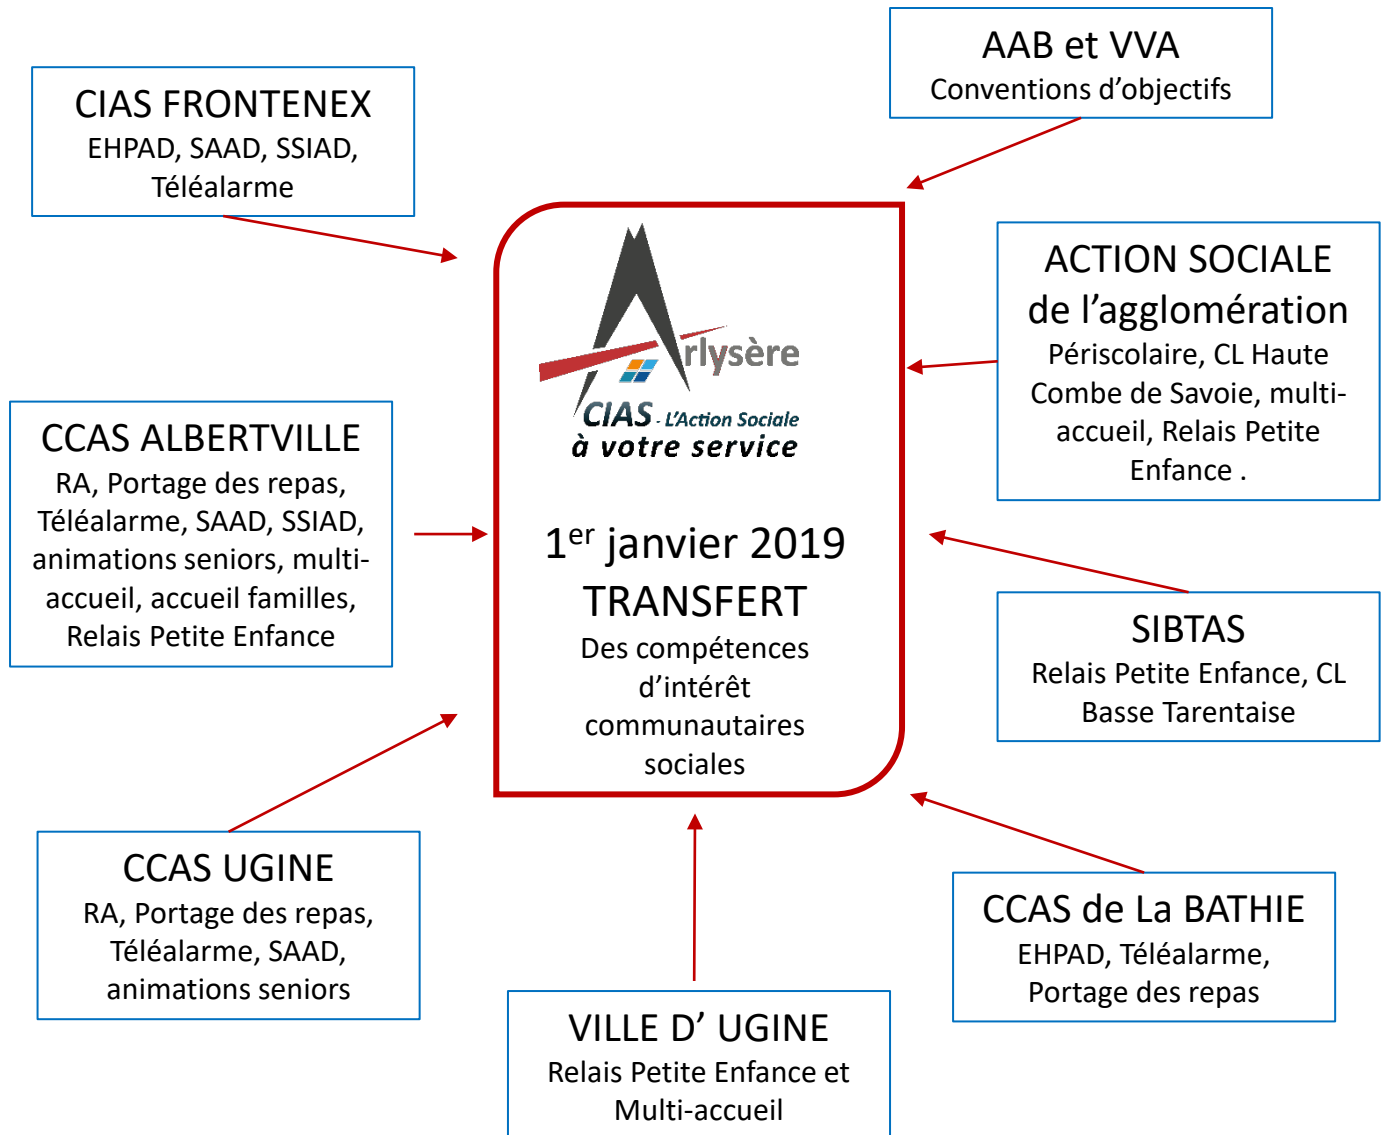 AAB et VVA
Conventions d’objectifs
CIAS FRONTENEX
EHPAD, SAAD, SSIAD,
Téléalarme
ACTION SOCIALE
de l’agglomération
Périscolaire, CL Haute
Combe de Savoie, multi-
accueil, Relais Petite
Enfance .
rlysère
CIAS - L’Action Sociale
à votre service
1er janvier 2019
TRANSFERT
Des compétences
d’intérêt
communautaires
sociales
CCAS ALBERTVILLE
RA, Portage des repas,
Téléalarme, SAAD, SSIAD,
animations seniors, multi-
accueil, accueil familles,
Relais Petite Enfance
SIBTAS
Relais Petite Enfance, CL
Basse Tarentaise
CCAS UGINE
RA, Portage des repas,
Téléalarme, SAAD,
animations seniors
CCAS de La BATHIE
EHPAD, Téléalarme,
Portage des repas
VILLE D’ UGINE
Relais Petite Enfance et
Multi-accueil